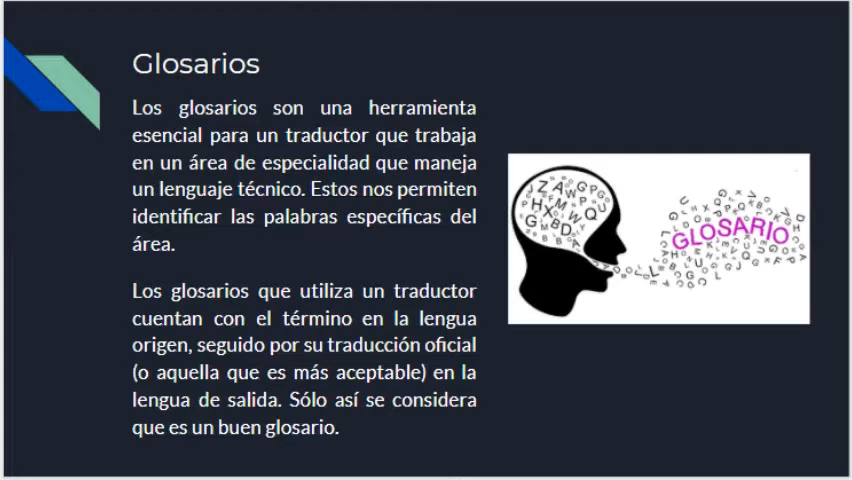 Glosarios
Los glosarios son una herramienta
esencial para un traductor que trabaja
en un área de especialidad que maneja
un lenguaje técnico. Estos nos permiten
identificar las palabras específicas del
área.
Los glosarios que utiliza un traductor
cuentan con el término en la lengua
origen, seguido por su traducción oficial
(o aquella que es más aceptable) en la
lengua de salida. Sólo así se considera
que es un buen glosario.
GLOSARIO